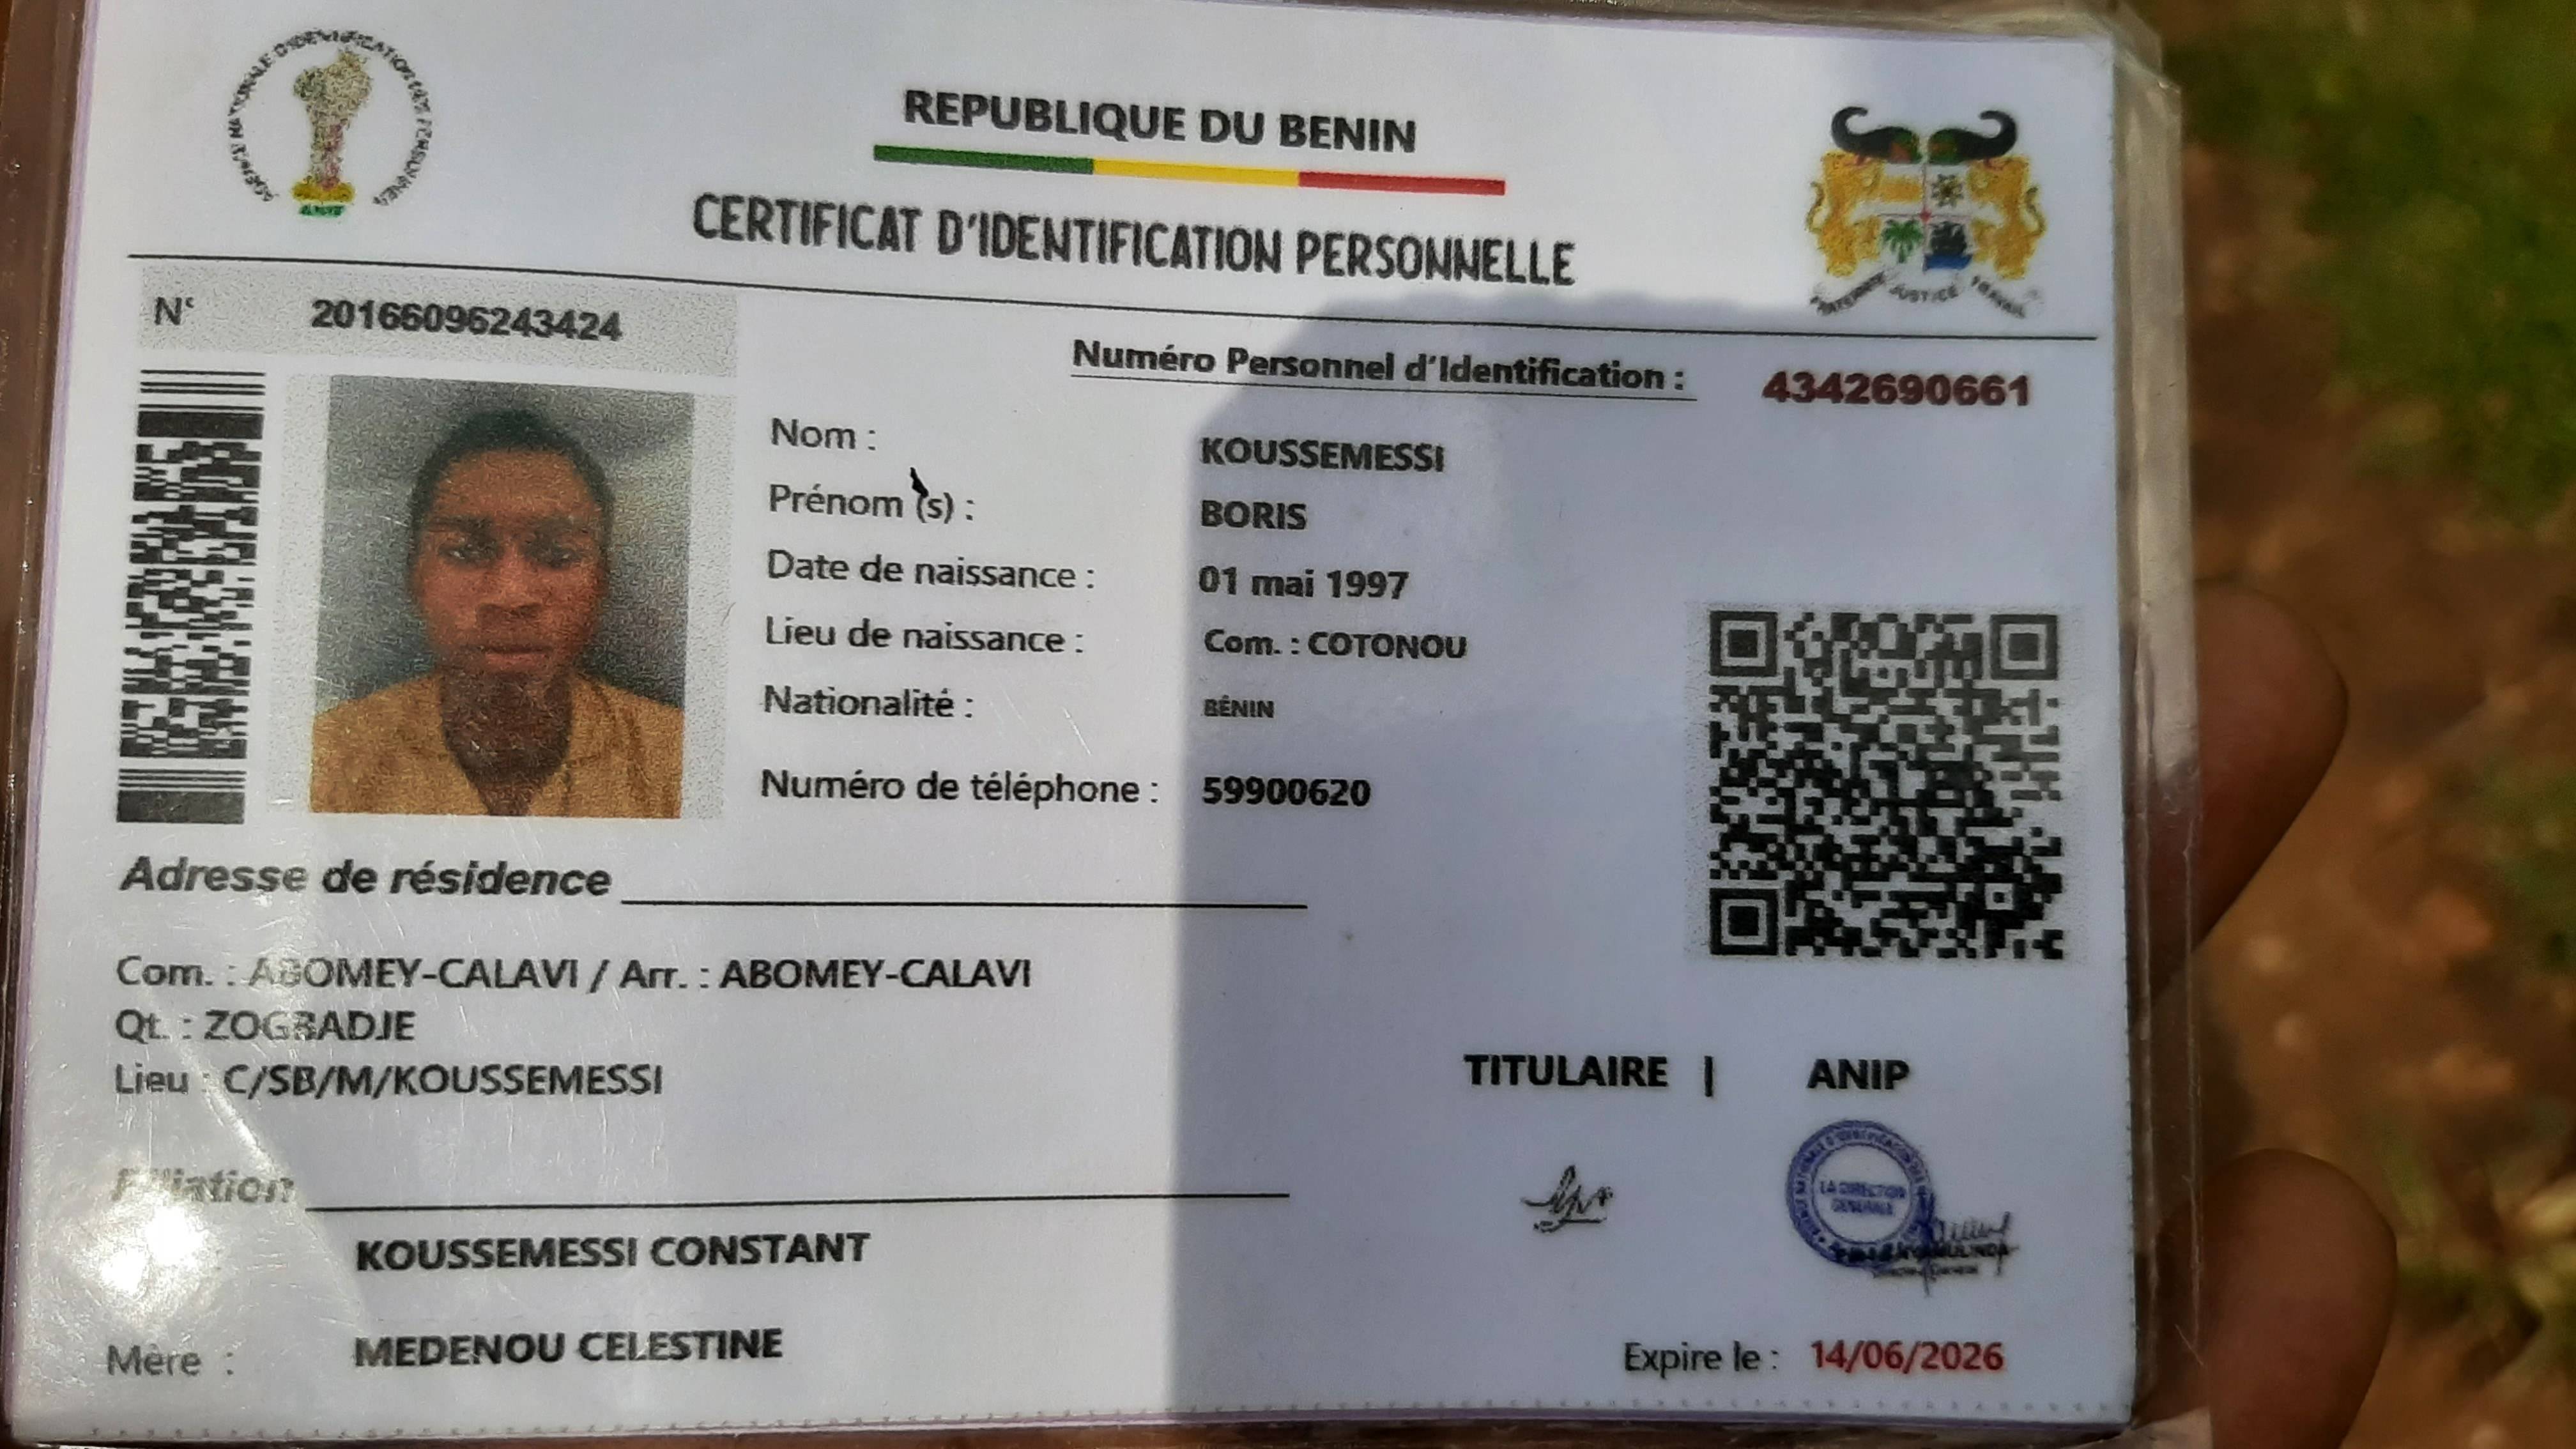 AGENCE NATIONALE D'IDENTIFICATION DES PERSONNES
ANIP
REPUBLIQUE DU BENIN
CERTIFICAT D'IDENTIFICATION PERSONNELLE
FRATERNITE JUSTICE TRAVAIL
N° 20166096243424
Numéro Personnel d'Identification : 4342690661
Nom : KOUSSEMESSI
Prénom (s) : BORIS
Date de naissance : 01 mai 1997
Lieu de naissance : Com. : COTONOU
Nationalité : BÉNIN
Numéro de téléphone : 59900620
Adresse de résidence
Com. : ABOMEY-CALAVI / Arr. : ABOMEY-CALAVI
Qt. : ZOGBADJE
Lieu : C/SB/M/KOUSSEMESSI
TITULAIRE | ANIP
LA DIRECTION
GENERALE
Filiation
KOUSSEMESSI CONSTANT
Mère : MEDENOU CELESTINE
Expire le : 14/06/2026